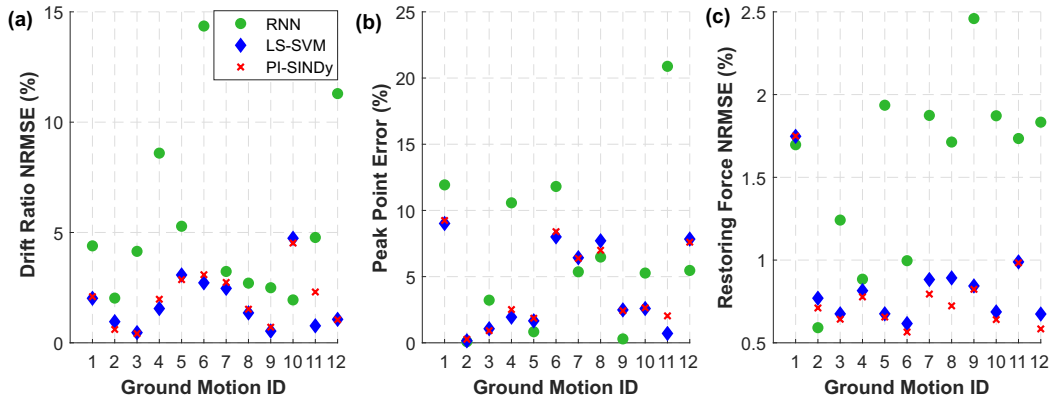 (a)
Drift Ratio NRMSE (%)
15
10
5
0
RNN
LS-SVM
PI-SINDy
1 2 3 4 5 6 7 8 9 10 11 12
Ground Motion ID
(b)
Peak Point Error (%)
25
20
15
10
5
0
1 2 3 4 5 6 7 8 9 10 11 12
Ground Motion ID
(c)
Restoring Force NRMSE (%)
2.5
2
1.5
1
0.5
1 2 3 4 5 6 7 8 9 10 11 12
Ground Motion ID